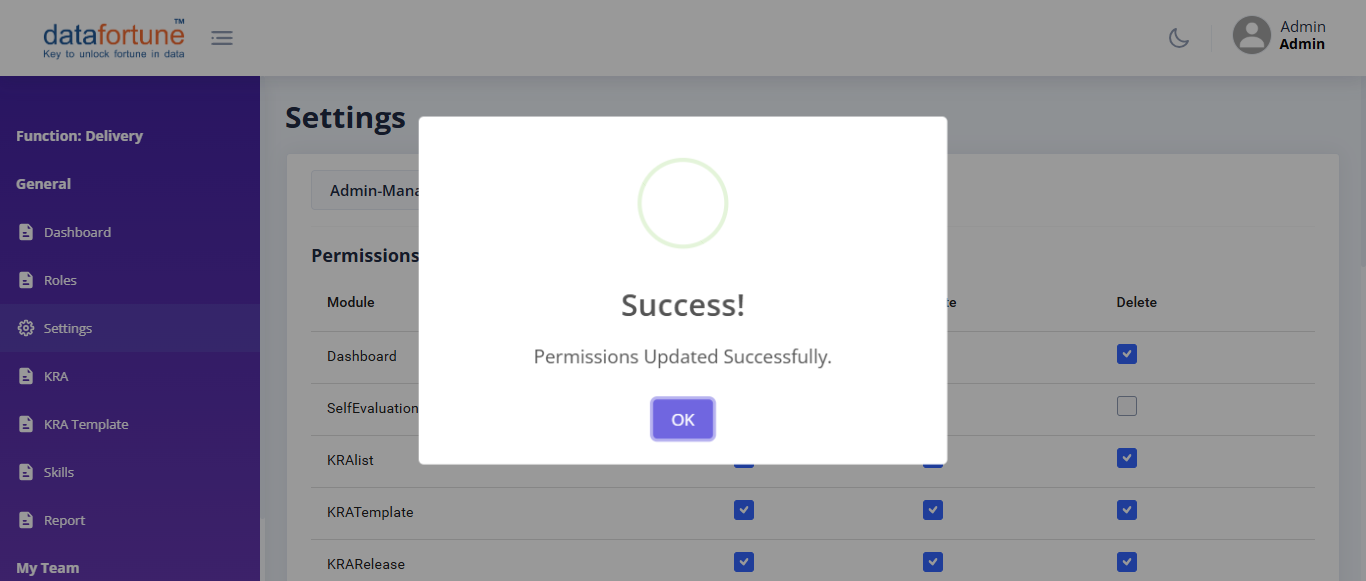 datafortune™
Key to unlock fortune in data
Admin
Admin
Function: Delivery
General
Dashboard
Roles
Settings
KRA
KRA Template
Skills
Report
My Team
Settings
Admin-Mana
Permissions
Module
te
Delete
Dashboard
SelfEvaluation
KRAlist
KRATemplate
KRARelease
Success!
Permissions Updated Successfully.
OK